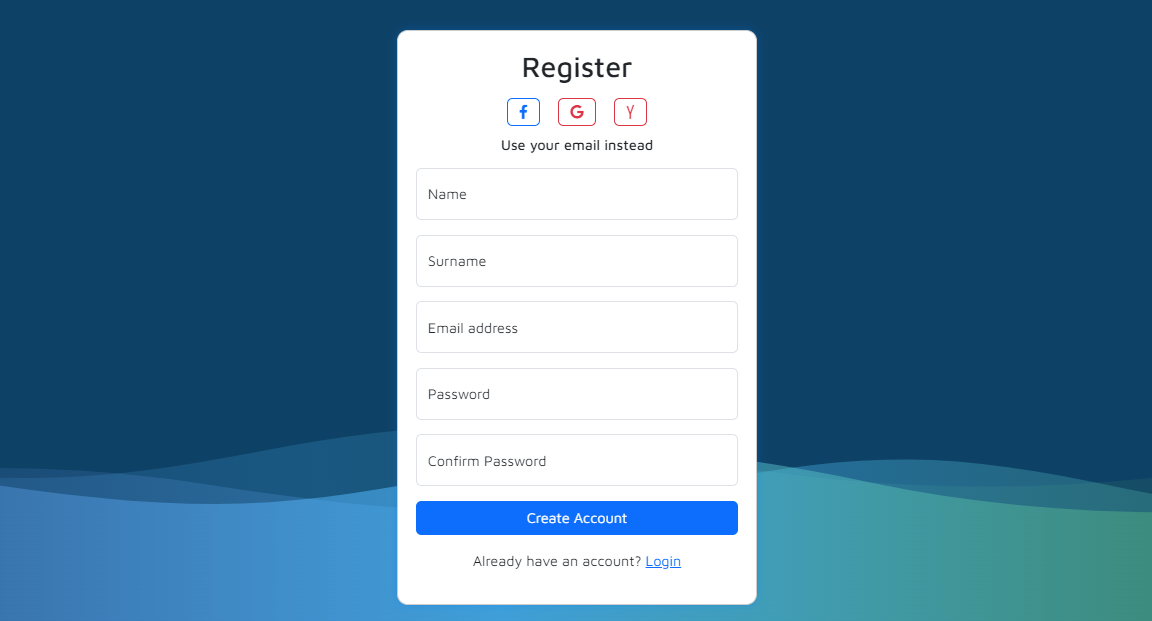 Register
Use your email instead
Name
Surname
Email address
Password
Confirm Password
Create Account
Already have an account? Login